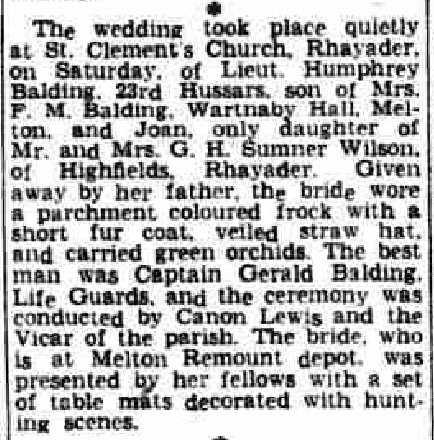 The wedding took place quietly
at St. Clement's Church, Rhayader,
on Saturday, of Lieut. Humphrey
Balding, 23rd Hussars, son of Mrs.
F. M. Balding, Wartnaby Hall, Mel-
ton, and Joan, only daughter of
Mr. and Mrs. G. H. Sumner Wilson,
of Highfields, Rhayader. Given
away by her father, the bride wore
a parchment coloured frock with a
short fur coat, veiled straw hat,
and carried green orchids. The best
man was Captain Gerald Balding,
Life Guards, and the ceremony was
conducted by Canon Lewis and the
Vicar of the parish. The bride, who
is at Melton Remount depot, was
presented by her fellows with a set
of table mats decorated with hunt-
ing scenes.